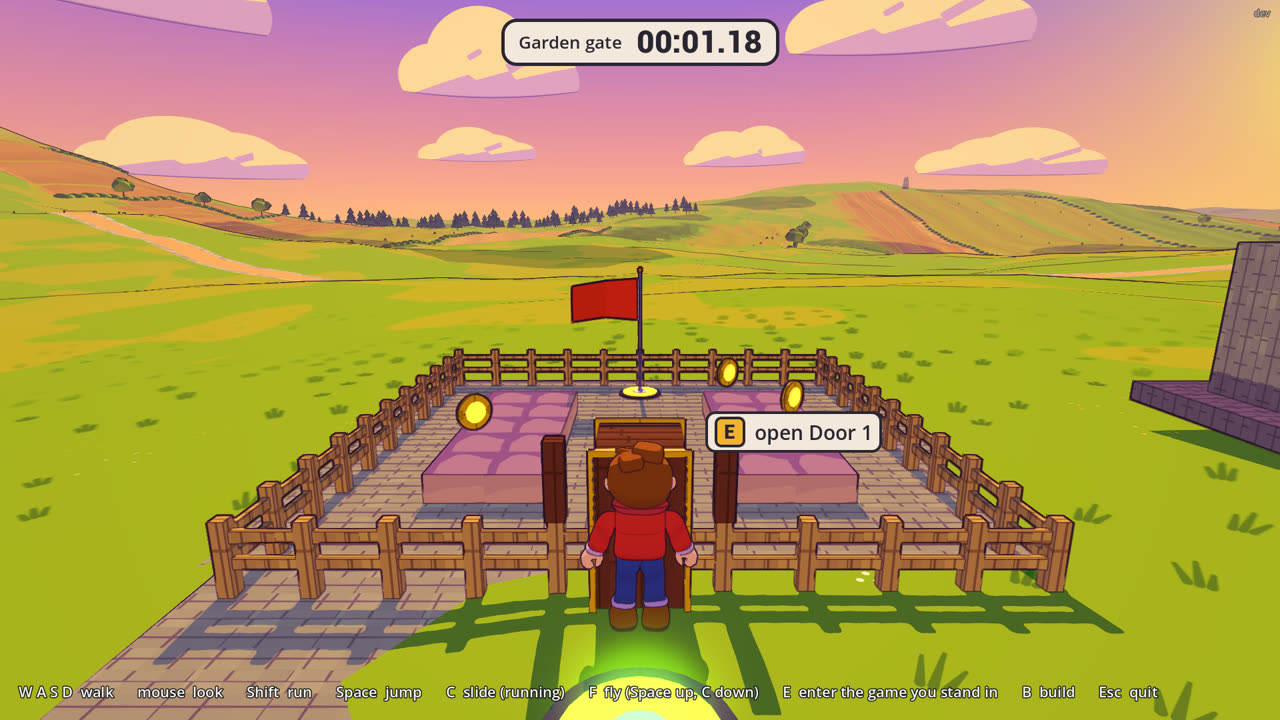 dev
Garden gate 00:01.18
E open Door 1
W A S D walk mouse look Shift run Space jump C slide (running) F fly (Space up, C down) E enter the game you stand in B build Esc quit